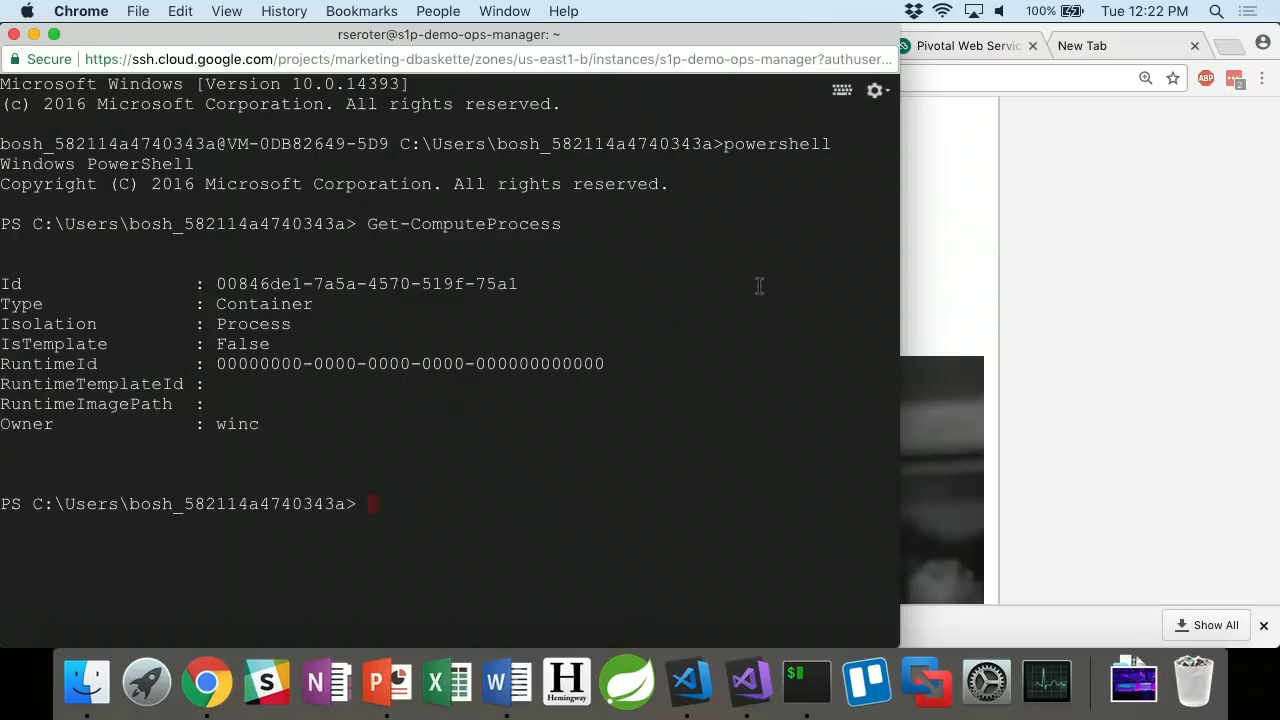 Chrome File Edit View History Bookmarks People Window Help 100% Tue 12:22 PM
rseroter@s1p-demo-ops-manager: ~
Secure https://ssh.cloud.google.com/projects/marketing-dbaskette/zones/us-east1-b/instances/s1p-demo-ops-manager?authuser...
Pivotal Web Servic
New Tab
ABP
2
Microsoft Windows [Version 10.0.14393]
(c) 2016 Microsoft Corporation. All rights reserved.
bosh_582114a4740343a@VM-0DB82649-5D9 C:\Users\bosh_582114a4740343a>powershell
Windows PowerShell
Copyright (C) 2016 Microsoft Corporation. All rights reserved.
PS C:\Users\bosh_582114a4740343a> Get-ComputeProcess
Id : 00846de1-7a5a-4570-519f-75a1
Type : Container
Isolation : Process
IsTemplate : False
RuntimeId : 00000000-0000-0000-0000-000000000000
RuntimeTemplateId :
RuntimeImagePath :
Owner : winc
PS C:\Users\bosh_582114a4740343a>
Show All
S N P X W H Hemingway $